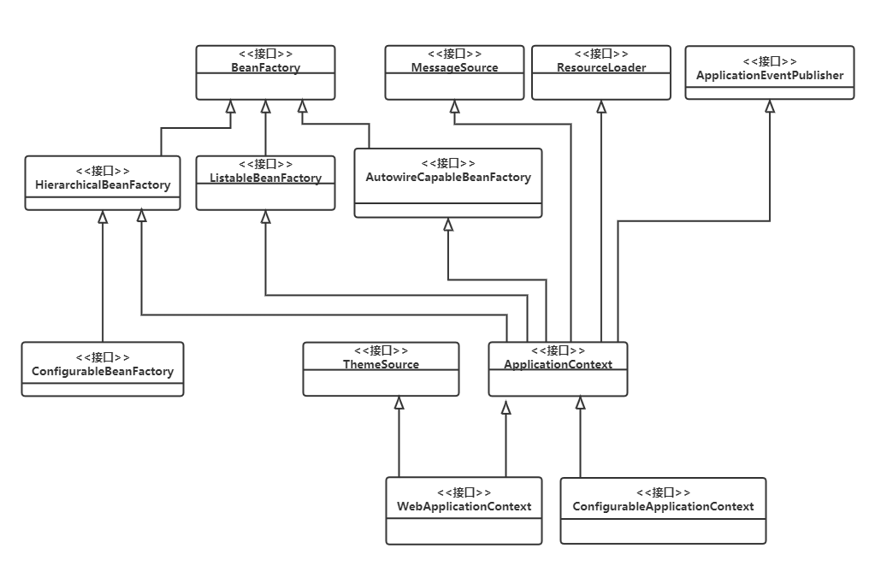 <<接口>>
BeanFactory
<<接口>>
MessageSource
<<接口>>
ResourceLoader
<<接口>>
ApplicationEventPublisher
<<接口>>
HierarchicalBeanFactory
<<接口>>
ListableBeanFactory
<<接口>>
AutowireCapableBeanFactory
<<接口>>
ConfigurableBeanFactory
<<接口>>
ThemeSource
<<接口>>
ApplicationContext
<<接口>>
WebApplicationContext
<<接口>>
ConfigurableApplicationContext